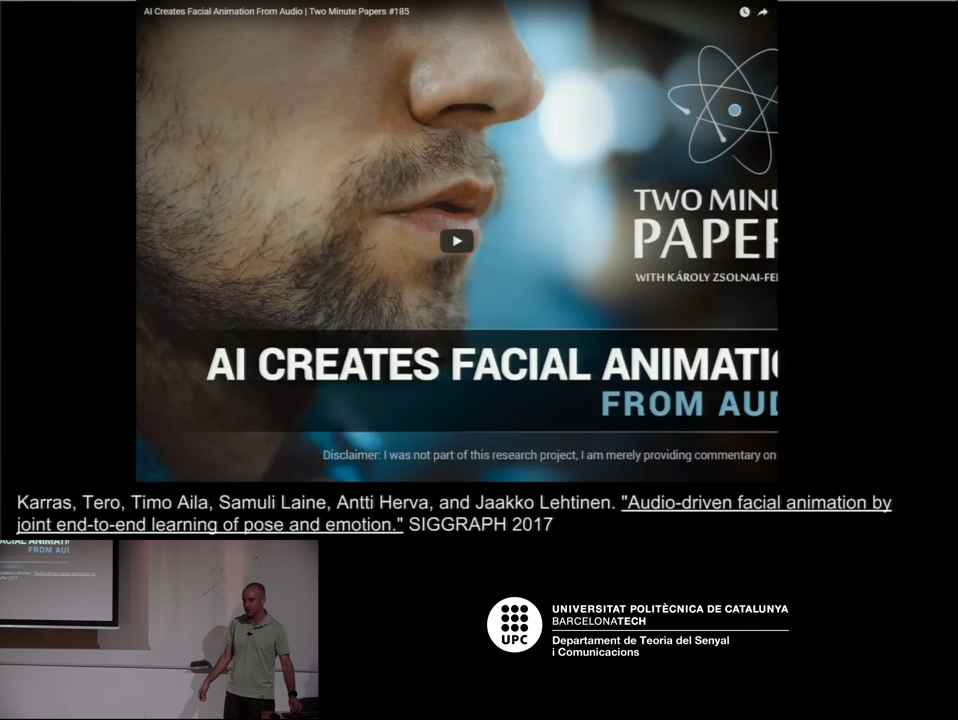 AI Creates Facial Animation From Audio | Two Minute Papers #185
TWO MINU
PAPER
WITH KÁROLY ZSOLNAI-FE
AI CREATES FACIAL ANIMATIC
FROM AUD
Disclaimer: I was not part of this research project, I am merely providing commentary on
Karras, Tero, Timo Aila, Samuli Laine, Antti Herva, and Jaakko Lehtinen. "Audio-driven facial animation by
joint end-to-end learning of pose and emotion." SIGGRAPH 2017
FROM AUD
UPC
UNIVERSITAT POLITÈCNICA DE CATALUNYA
BARCELONATECH
Departament de Teoria del Senyal
i Comunicacions